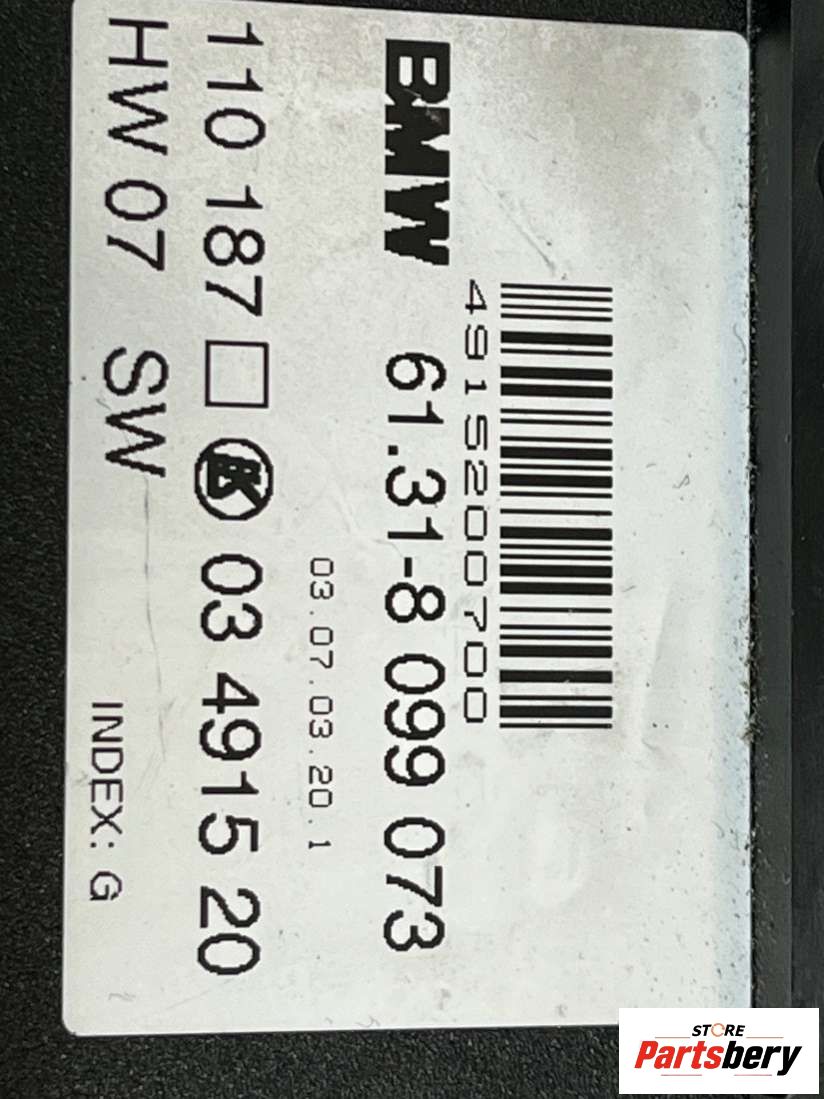 4915200700
BMW 61.31-8 099 073
03.07.03.20.1
110 187 03 4915 20
HW 07 SW
INDEX: G
STORE
Partsbery